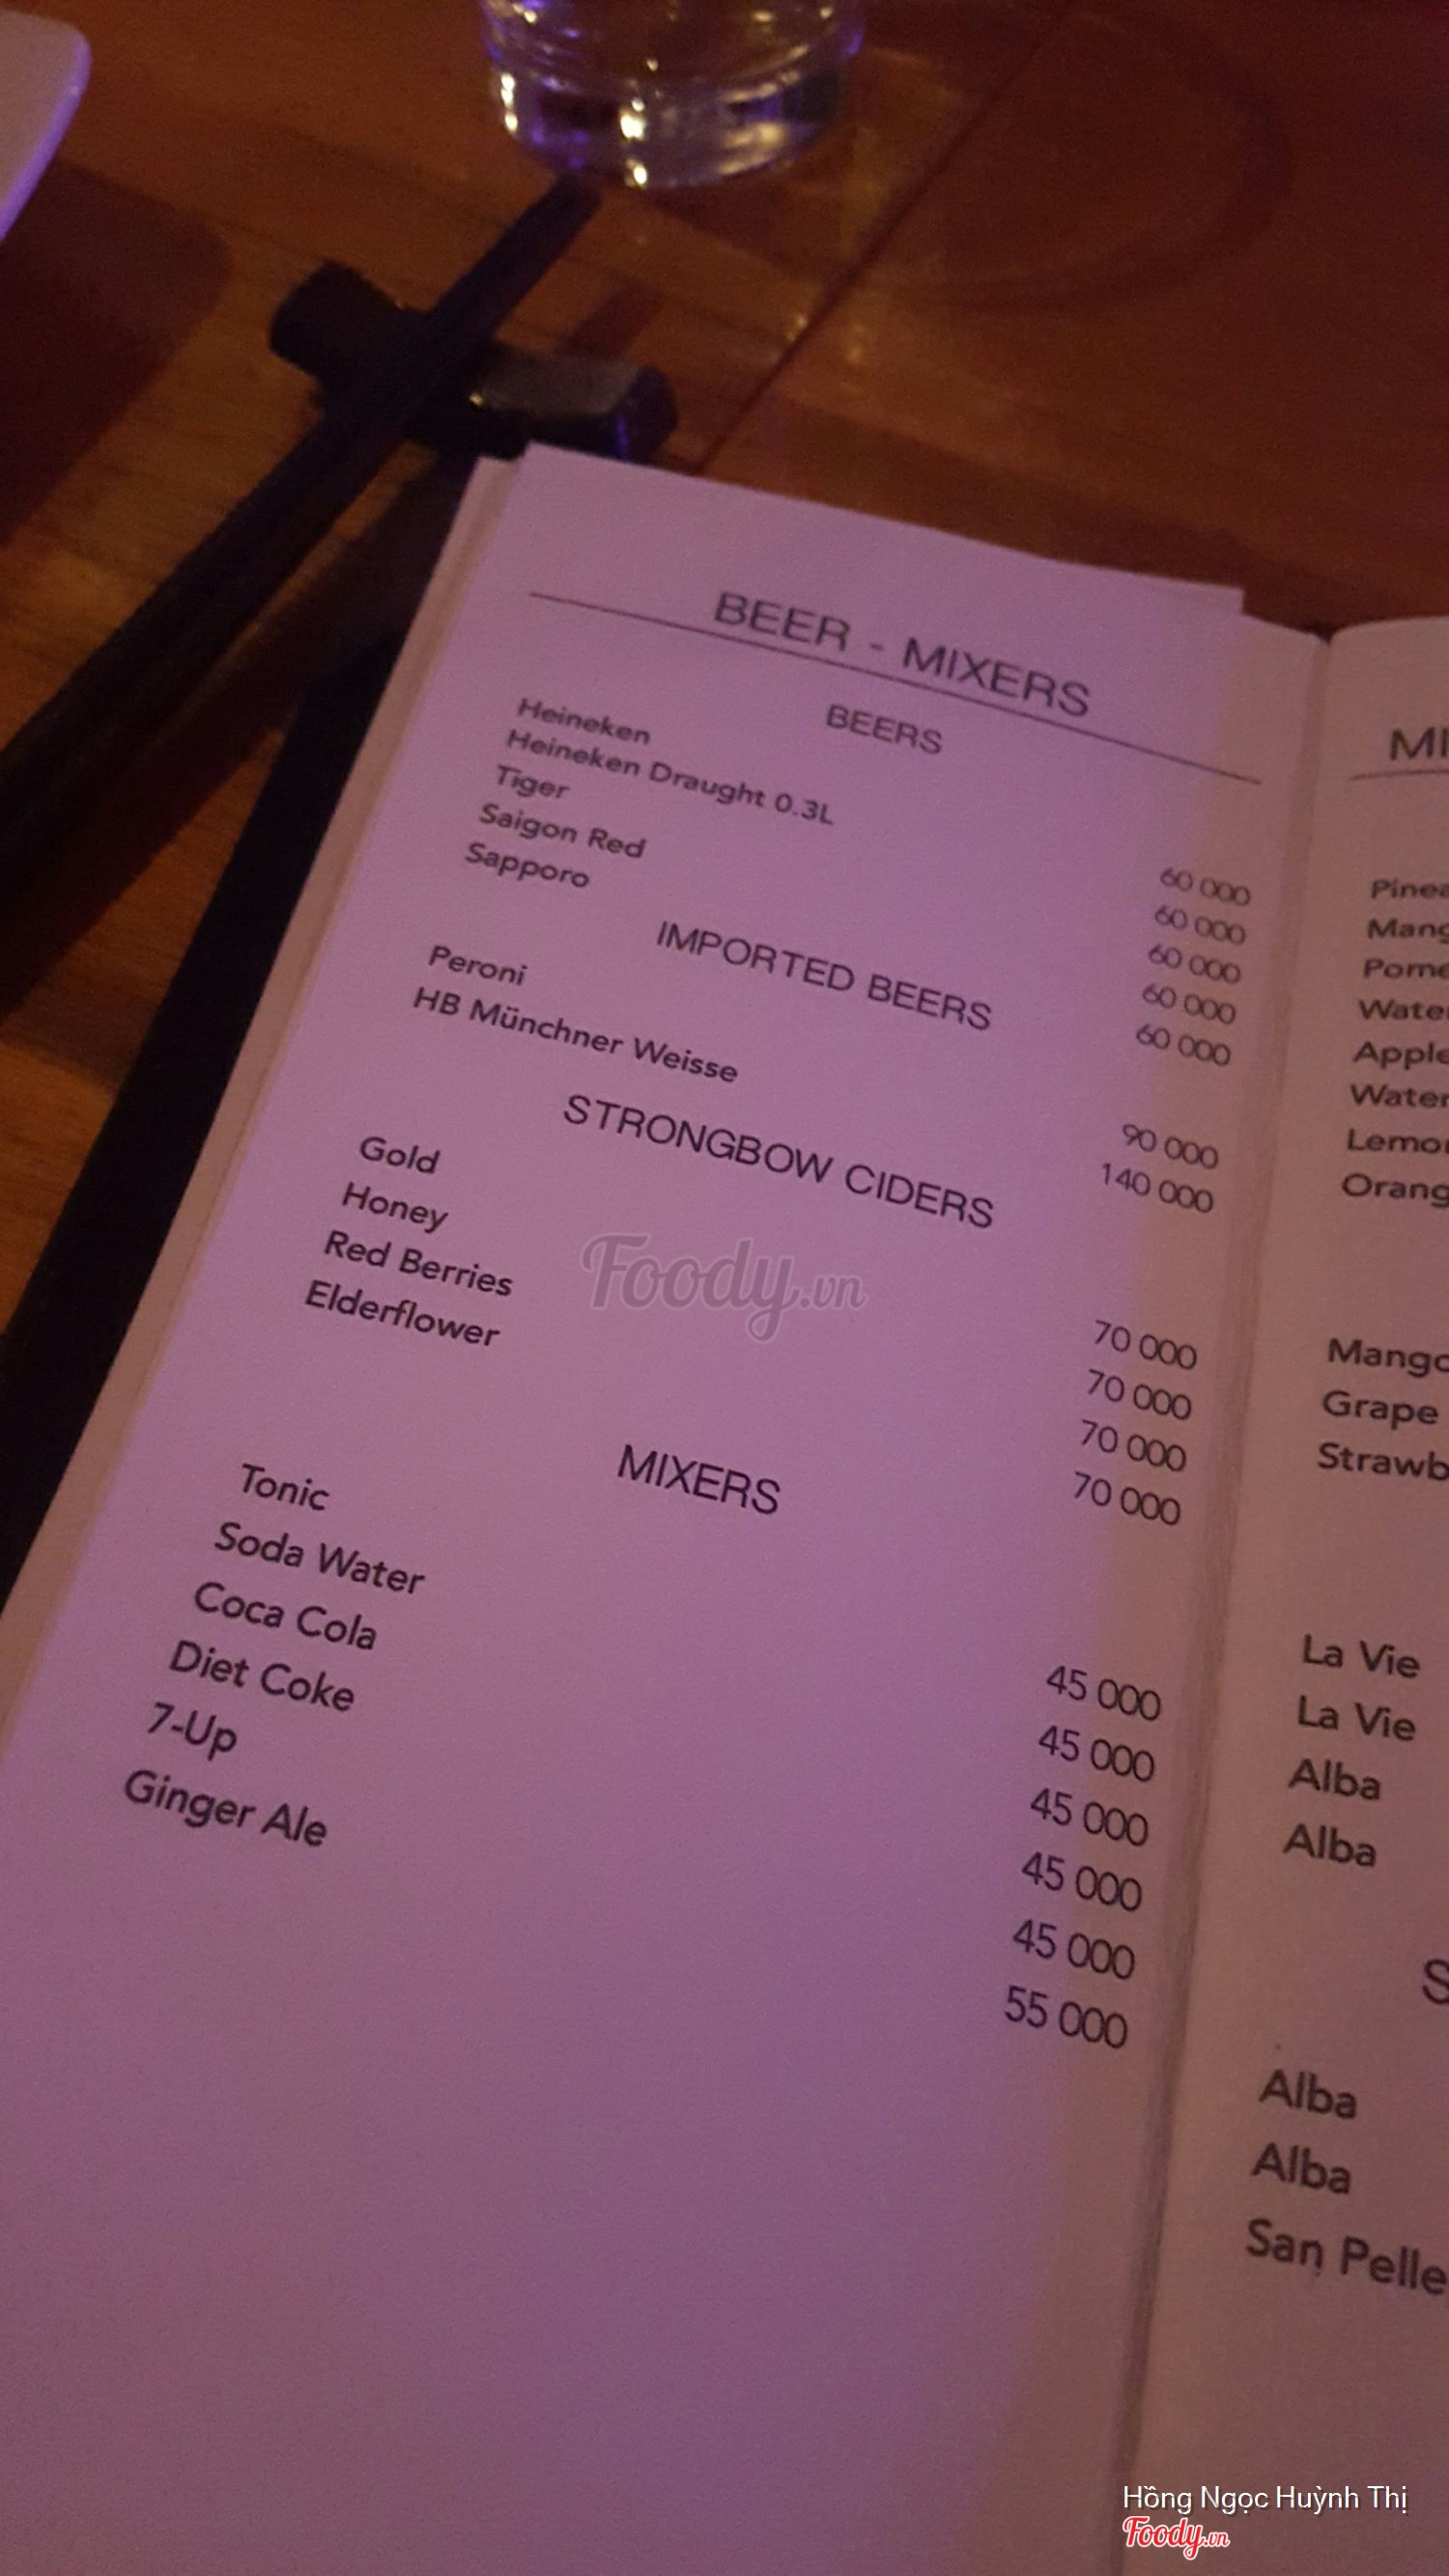 BEER - MIXERS
BEERS
Heineken 60 000
Heineken Draught 0.3L 60 000
Tiger 60 000
Saigon Red 60 000
Sapporo 60 000
IMPORTED BEERS
Peroni 90 000
HB Münchner Weisse 140 000
STRONGBOW CIDERS
Gold 70 000
Honey 70 000
Red Berries 70 000
Elderflower 70 000
MIXERS
Tonic 45 000
Soda Water 45 000
Coca Cola 45 000
Diet Coke 45 000
7-Up 45 000
Ginger Ale 55 000
Foody.vn
Apple
Mango
Grape
La Vie
La Vie
Alba
Alba
Alba
Alba
San Pelle
Hồng Ngọc Huỳnh Thị
Foody.vn